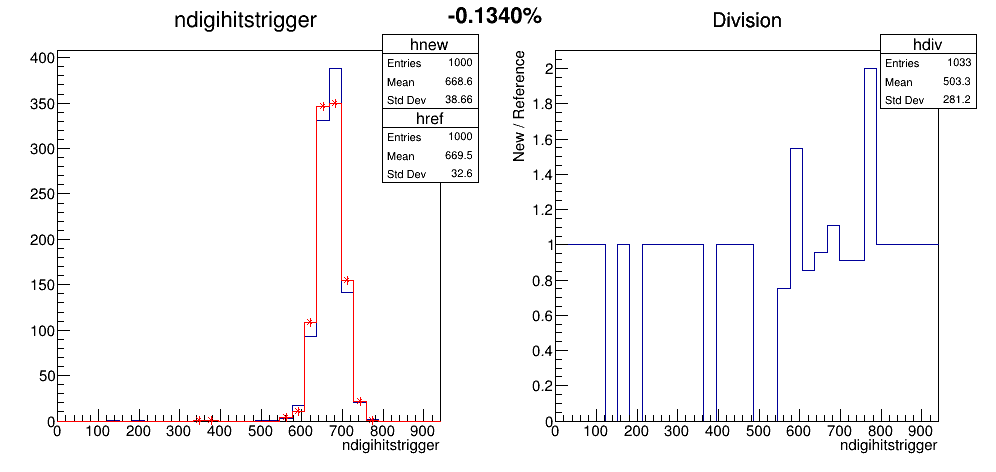 ndigihitstrigger
-0.1340%
Division
hnew
Entries 1000
Mean 668.6
Std Dev 38.66
href
Entries 1000
Mean 669.5
Std Dev 32.6
400
350
300
250
200
150
100
50
0
0 100 200 300 400 500 600 700 800 900
ndigihitstrigger
hdiv
Entries 1033
Mean 503.3
Std Dev 281.2
New / Reference
2
1.8
1.6
1.4
1.2
1
0.8
0.6
0.4
0.2
0
0 100 200 300 400 500 600 700 800 900
ndigihitstrigger